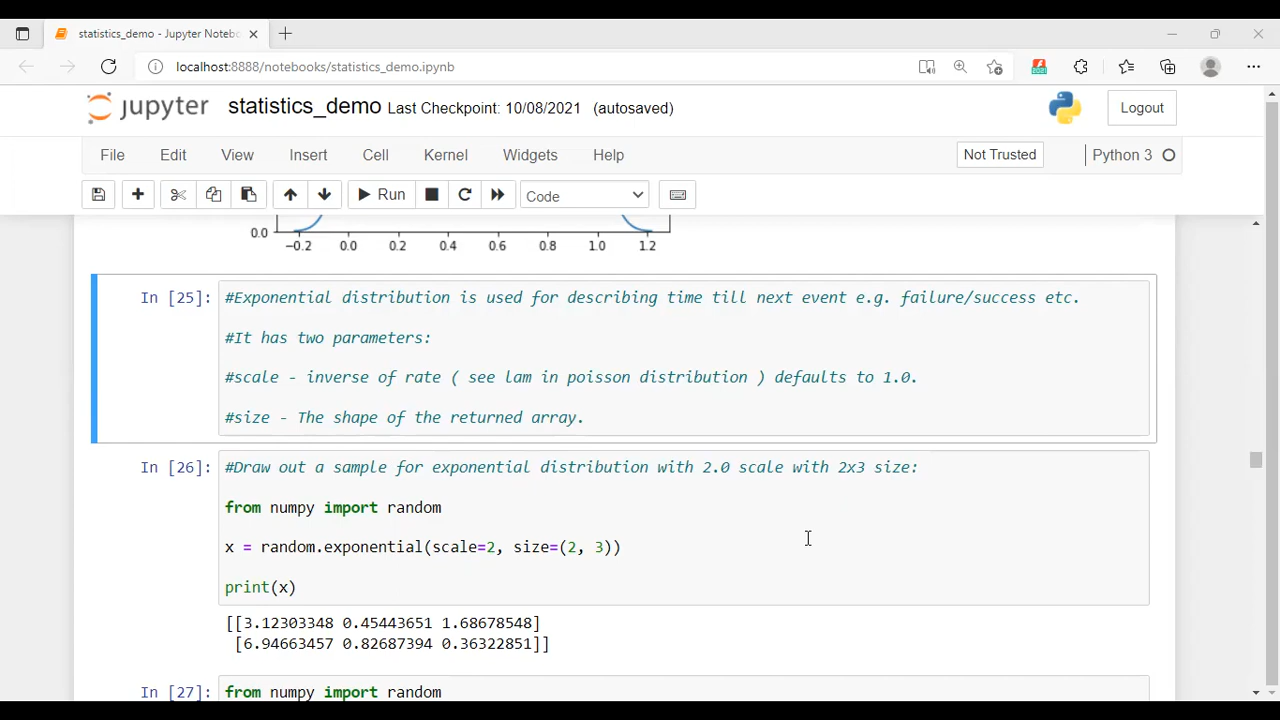 statistics_demo - Jupyter Notebo
localhost:8888/notebooks/statistics_demo.ipynb
jupyter statistics_demo Last Checkpoint: 10/08/2021 (autosaved)
Logout
File Edit View Insert Cell Kernel Widgets Help Not Trusted Python 3
Run Code
0.0
−0.2 0.0 0.2 0.4 0.6 0.8 1.0 1.2
In [25]: #Exponential distribution is used for describing time till next event e.g. failure/success etc.
#It has two parameters:
#scale - inverse of rate ( see lam in poisson distribution ) defaults to 1.0.
#size - The shape of the returned array.
In [26]: #Draw out a sample for exponential distribution with 2.0 scale with 2x3 size:
from numpy import random
x = random.exponential(scale=2, size=(2, 3))
print(x)
[[3.12303348 0.45443651 1.68678548]
[6.94663457 0.82687394 0.36322851]]
In [27]: from numpy import random